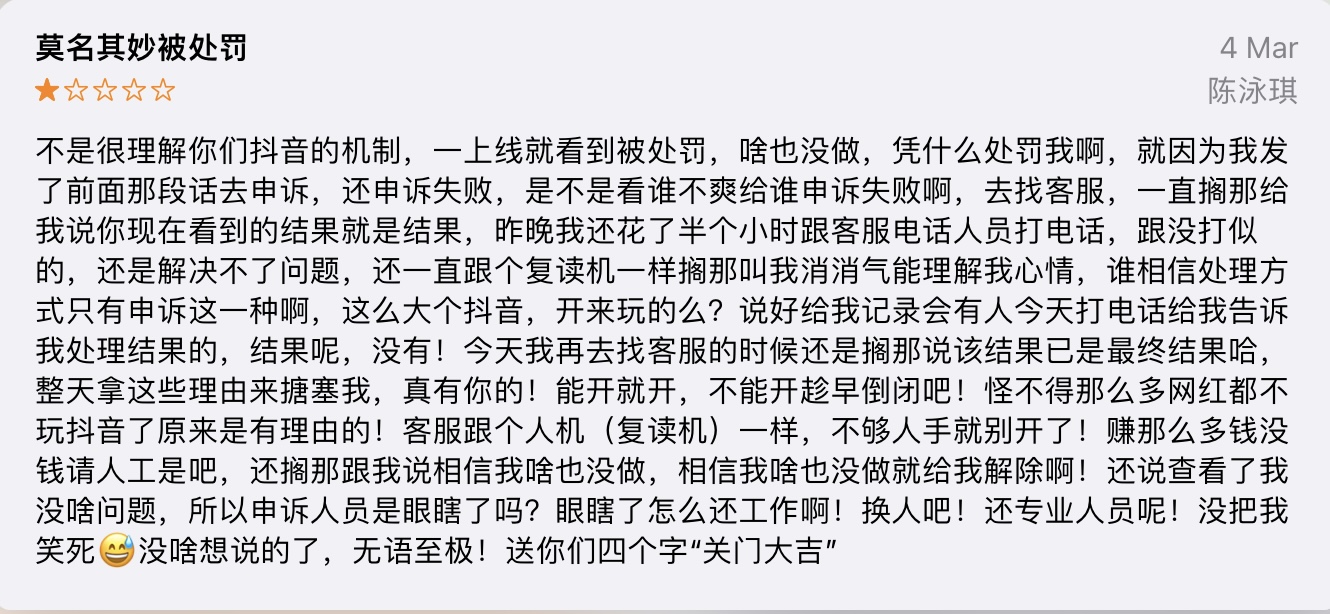 莫名其妙被处罚
4 Mar
★☆☆☆☆
陈泳琪
不是很理解你们抖音的机制，一上线就看到被处罚，啥也没做，凭什么处罚我啊，就因为我发
了前面那段话去申诉，还申诉失败，是不是看谁不爽给谁申诉失败啊，去找客服，一直搁那给
我说你现在看到的结果就是结果，昨晚我还花了半个小时跟客服电话人员打电话，跟没打似
的，还是解决不了问题，还一直跟个复读机一样搁那叫我消消气能理解我心情，谁相信处理方
式只有申诉这一种啊，这么大个抖音，开来玩的么？说好给我记录会有人今天打电话给我告诉
我处理结果的，结果呢，没有！今天我再去找客服的时候还是搁那说该结果已是最终结果哈，
整天拿这些理由来搪塞我，真有你的！能开就开，不能开趁早倒闭吧！怪不得那么多网红都不
玩抖音了原来是有理由的！客服跟个人机（复读机）一样，不够人手就别开了！赚那么多钱没
钱请人工是吧，还搁那跟我说相信我啥也没做，相信我啥也没做就给我解除啊！还说查看了我
没啥问题，所以申诉人员是眼瞎了吗？眼瞎了怎么还工作啊！换人吧！还专业人员呢！没把我
笑死😅没啥想说的了，无语至极！送你们四个字“关门大吉”